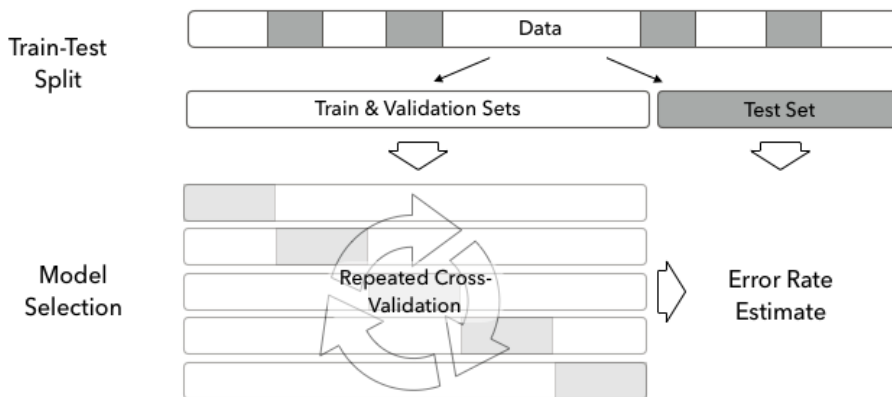 Data
Train-Test
Split
Train & Validation Sets
Test Set
Model
Selection
Repeated Cross-
Validation
Error Rate
Estimate